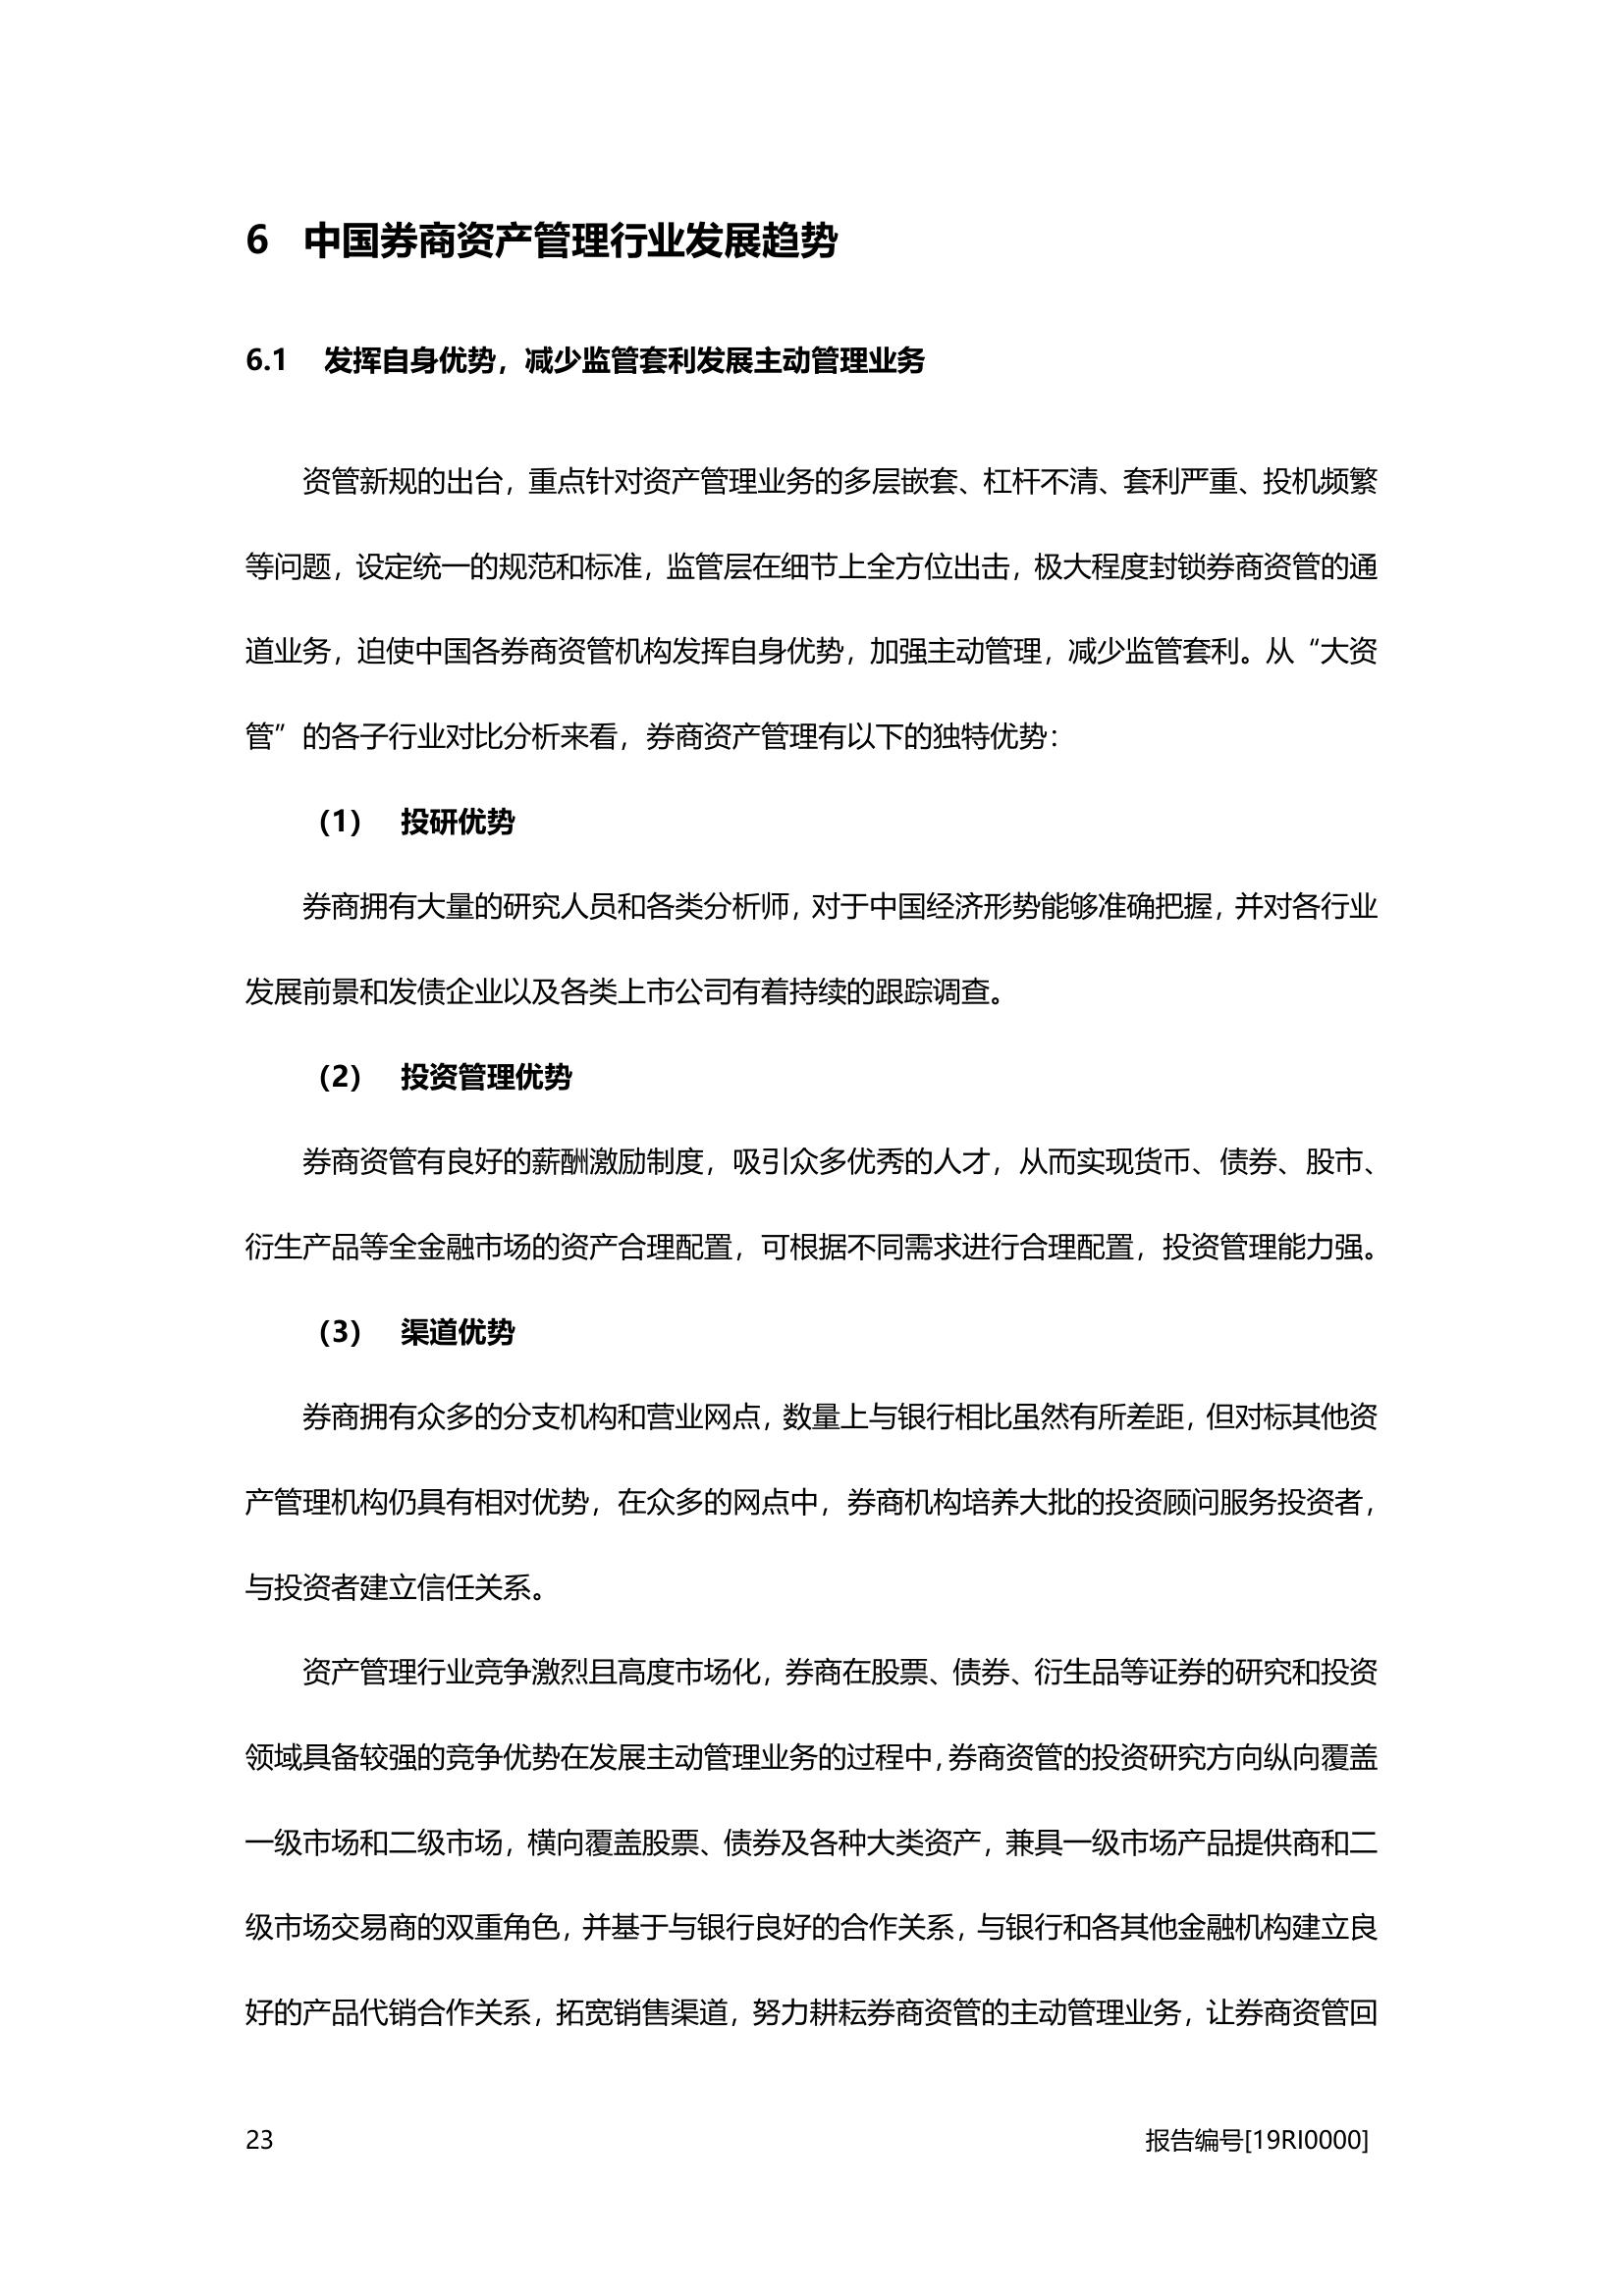 6 中国券商资产管理行业发展趋势
6.1 发挥自身优势，减少监管套利发展主动管理业务
资管新规的出台，重点针对资产管理业务的多层嵌套、杠杆不清、套利严重、投机频繁
等问题，设定统一的规范和标准，监管层在细节上全方位出击，极大程度封锁券商资管的通
道业务，迫使中国各券商资管机构发挥自身优势，加强主动管理，减少监管套利。从“大资
管”的各子行业对比分析来看，券商资产管理有以下的独特优势：
（1） 投研优势
券商拥有大量的研究人员和各类分析师，对于中国经济形势能够准确把握，并对各行业
发展前景和发债企业以及各类上市公司有着持续的跟踪调查。
（2） 投资管理优势
券商资管有良好的薪酬激励制度，吸引众多优秀的人才，从而实现货币、债券、股市、
衍生产品等全金融市场的资产合理配置，可根据不同需求进行合理配置，投资管理能力强。
（3） 渠道优势
券商拥有众多的分支机构和营业网点，数量上与银行相比虽然有所差距，但对标其他资
产管理机构仍具有相对优势，在众多的网点中，券商机构培养大批的投资顾问服务投资者，
与投资者建立信任关系。
资产管理行业竞争激烈且高度市场化，券商在股票、债券、衍生品等证券的研究和投资
领域具备较强的竞争优势在发展主动管理业务的过程中，券商资管的投资研究方向纵向覆盖
一级市场和二级市场，横向覆盖股票、债券及各种大类资产，兼具一级市场产品提供商和二
级市场交易商的双重角色，并基于与银行良好的合作关系，与银行和各其他金融机构建立良
好的产品代销合作关系，拓宽销售渠道，努力耕耘券商资管的主动管理业务，让券商资管回
23 报告编号[19RI0000]